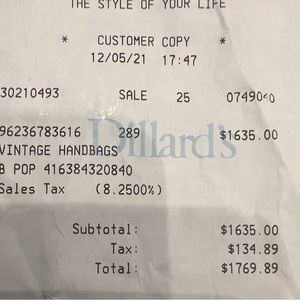 THE STYLE OF YOUR LIFE
* CUSTOMER COPY *
12/05/21 17:47
30210493 SALE 25 0749040
96236783616 289 $1635.00
Dillard's
VINTAGE HANDBAGS
B POP 416384320840
Sales Tax (8.2500%)
Subtotal: $1635.00
Tax: $134.89
Total: $1769.89